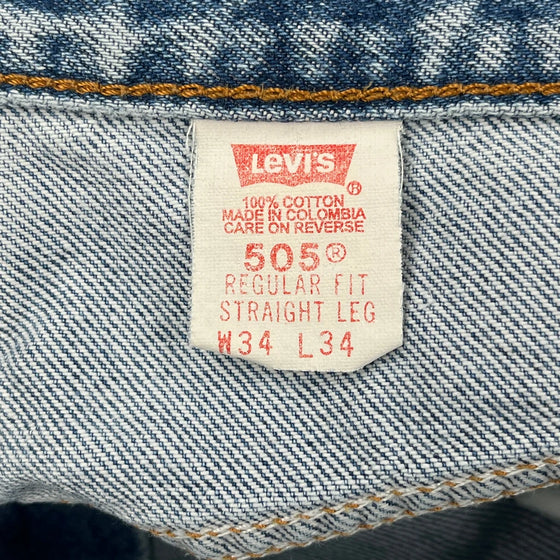 LEVI'S ®
100% COTTON
MADE IN COLOMBIA
CARE ON REVERSE
505®
REGULAR FIT
STRAIGHT LEG
W34 L34